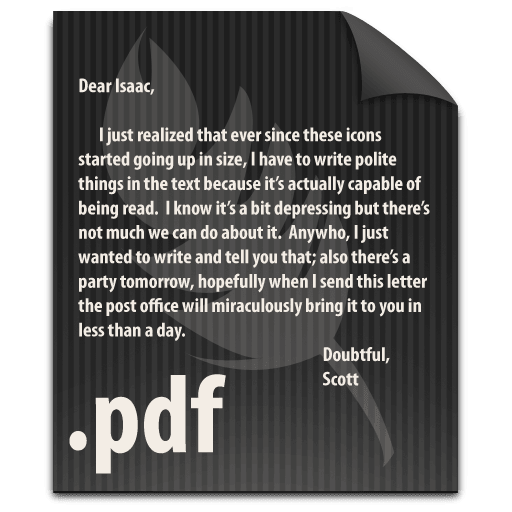 Dear Isaac,
I just realized that ever since these icons
started going up in size, I have to write polite
things in the text because it's actually capable of
being read.  I know it's a bit depressing but there's
not much we can do about it.  Anywho, I just
wanted to write and tell you that; also there's a
party tomorrow, hopefully when I send this letter
the post office will miraculously bring it to you in
less than a day.
Doubtful,
Scott
.pdf